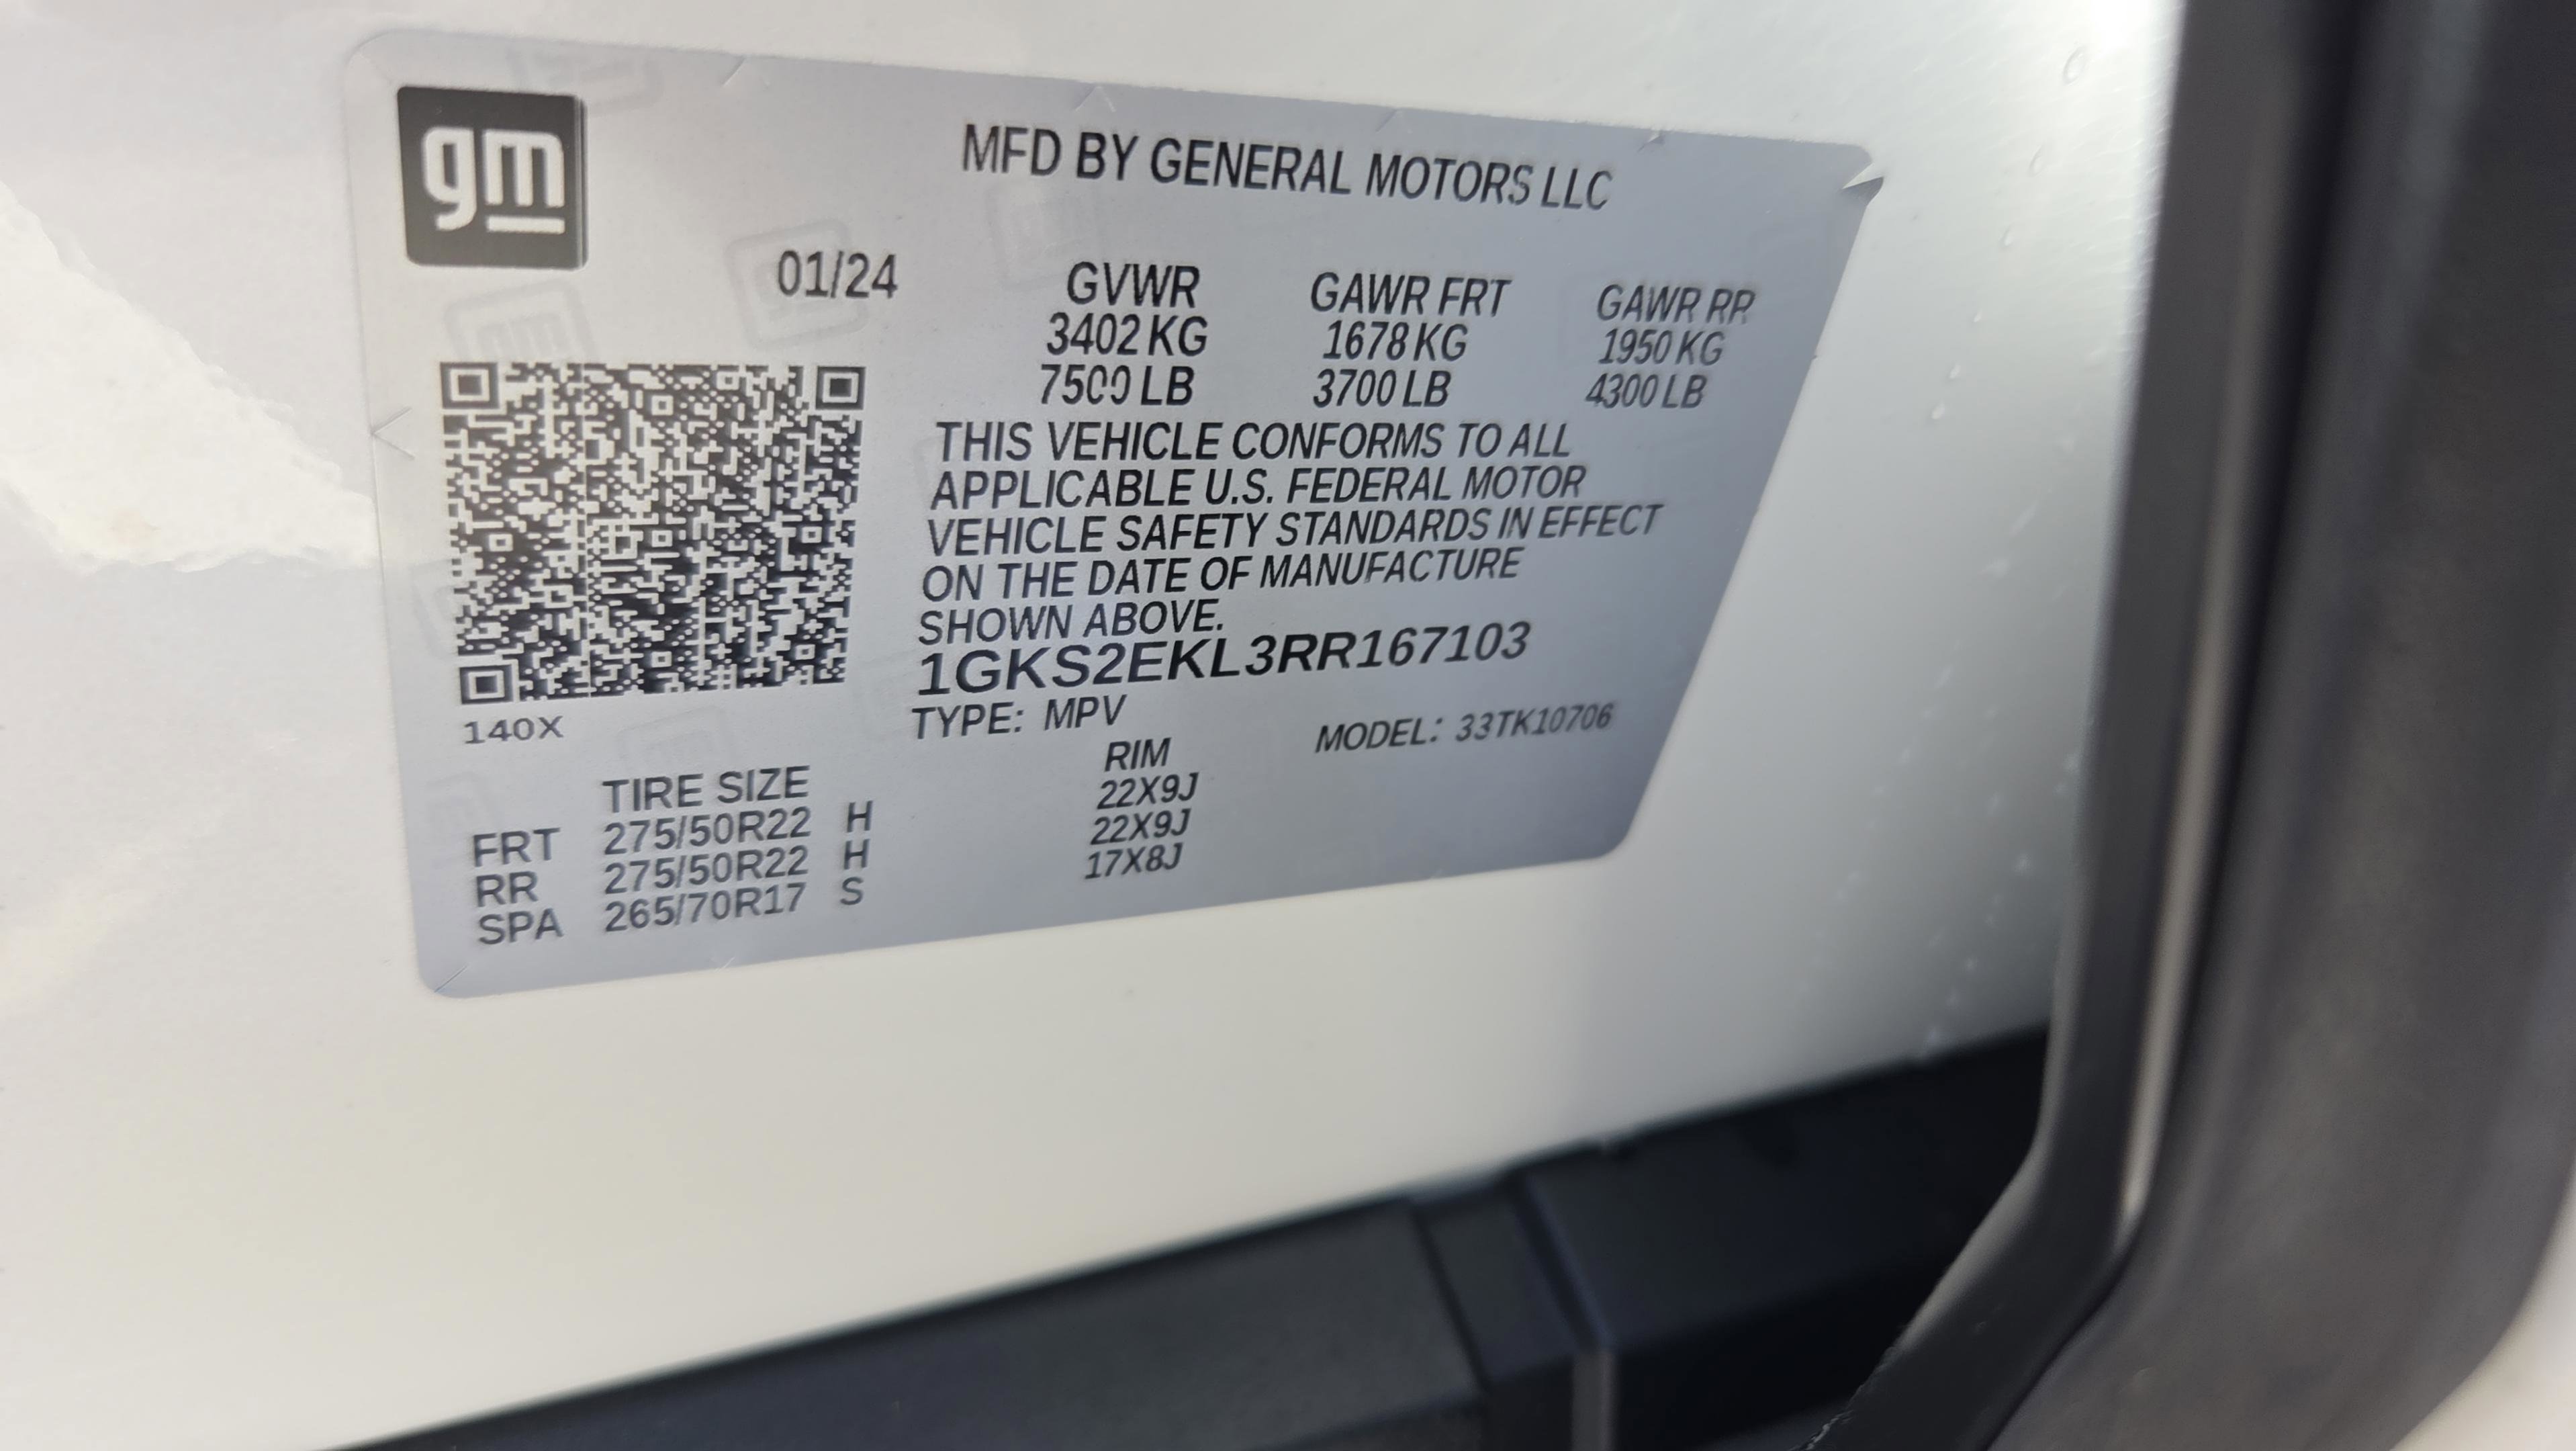 gm
MFD BY GENERAL MOTORS LLC
01/24
GVWR GAWR FRT GAWR RR
3402 KG 1678 KG 1950 KG
7500 LB 3700 LB 4300 LB
THIS VEHICLE CONFORMS TO ALL
APPLICABLE U.S. FEDERAL MOTOR
VEHICLE SAFETY STANDARDS IN EFFECT
ON THE DATE OF MANUFACTURE
SHOWN ABOVE.
1GKS2EKL3RR167103
TYPE: MPV MODEL: 33TK10706
140X
TIRE SIZE RIM
FRT 275/50R22 H 22X9J
RR 275/50R22 H 22X9J
SPA 265/70R17 S 17X8J